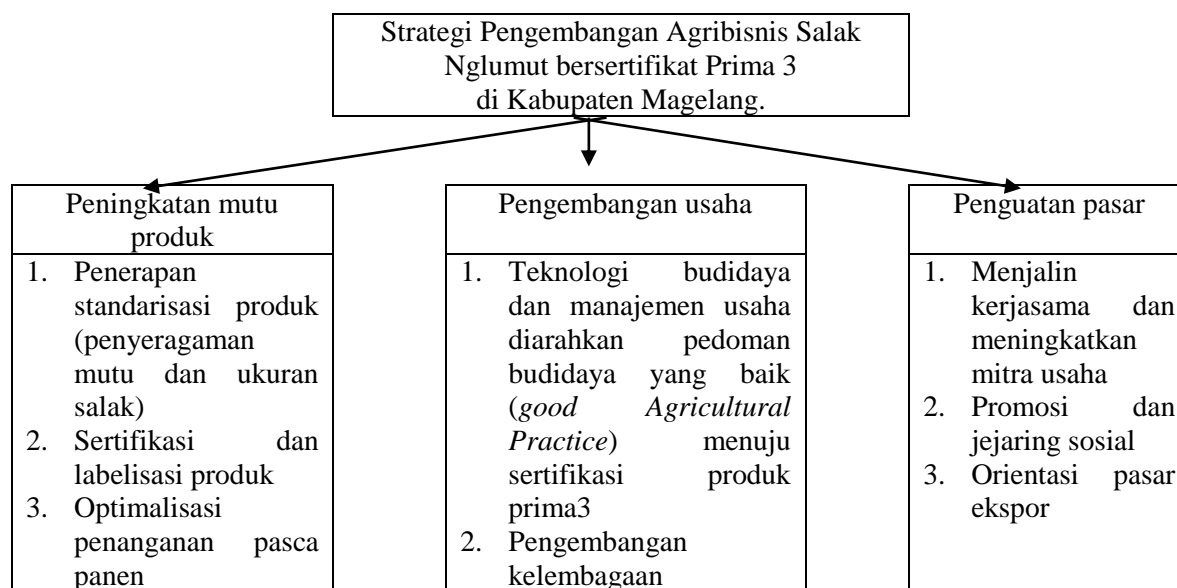 Strategi Pengembangan Agribisnis Salak
Nglumut bersertifikat Prima 3
di Kabupaten Magelang.
Peningkatan mutu
produk
1. Penerapan
standarisasi produk
(penyeragaman
mutu dan ukuran
salak)
2. Sertifikasi dan
labelisasi produk
3. Optimalisasi
penanganan pasca
panen
Pengembangan usaha
1. Teknologi budidaya
dan manajemen usaha
diarahkan pedoman
budidaya yang baik
(good Agricultural
Practice) menuju
sertifikasi produk
prima3
2. Pengembangan
kelembagaan
Penguatan pasar
1. Menjalin
kerjasama dan
meningkatkan
mitra usaha
2. Promosi dan
jejaring sosial
3. Orientasi pasar
ekspor